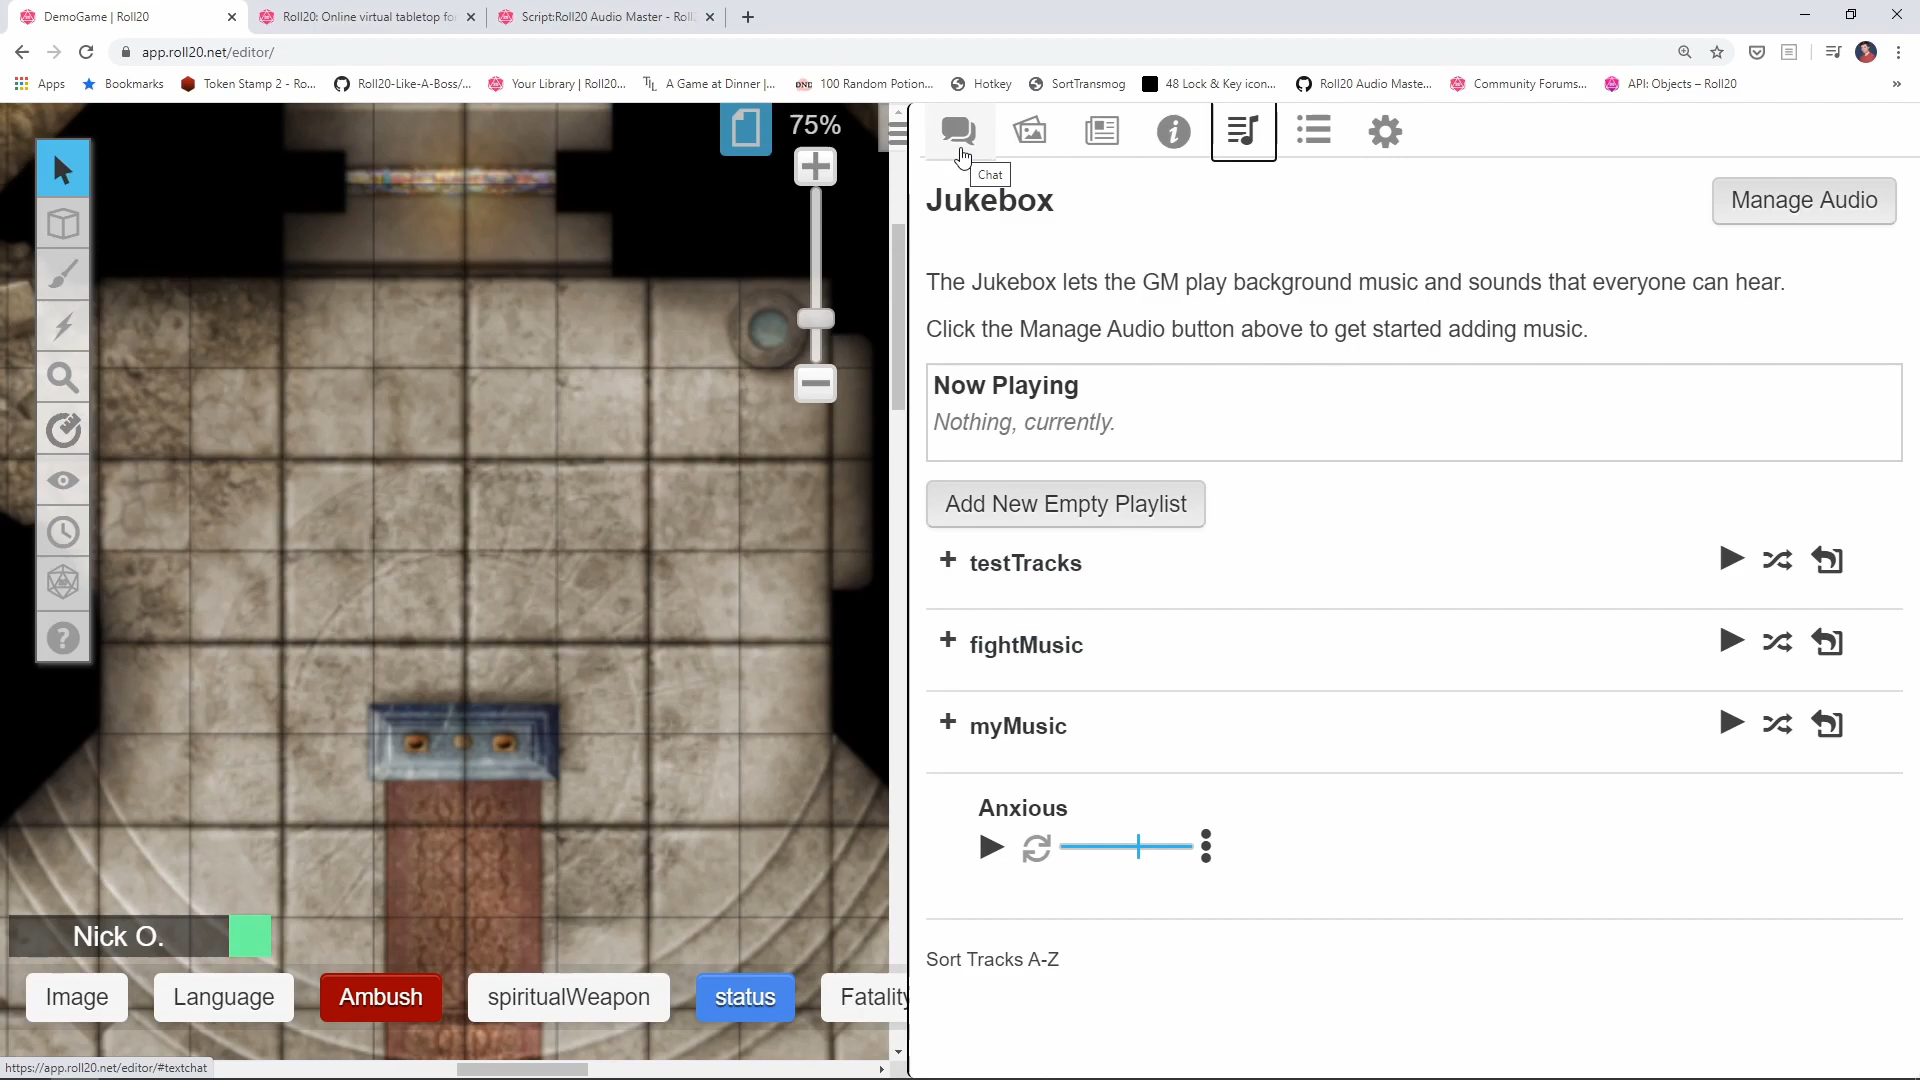 DemoGame | Roll20
Roll20: Online virtual tabletop fo
Script:Roll20 Audio Master - Roll
app.roll20.net/editor/
Apps
Bookmarks
Token Stamp 2 - Ro...
Roll20-Like-A-Boss/...
Your Library | Roll20...
A Game at Dinner |...
100 Random Potion...
Hotkey
SortTransmog
48 Lock & Key icon...
Roll20 Audio Maste...
Community Forums...
API: Objects – Roll20
»
75%
Chat
Jukebox
Manage Audio
The Jukebox lets the GM play background music and sounds that everyone can hear.
Click the Manage Audio button above to get started adding music.
Now Playing
Nothing, currently.
Add New Empty Playlist
+ testTracks
+ fightMusic
+ myMusic
Anxious
Sort Tracks A-Z
Nick O.
Image
Language
Ambush
spiritualWeapon
status
Fatality
https://app.roll20.net/editor/#textchat